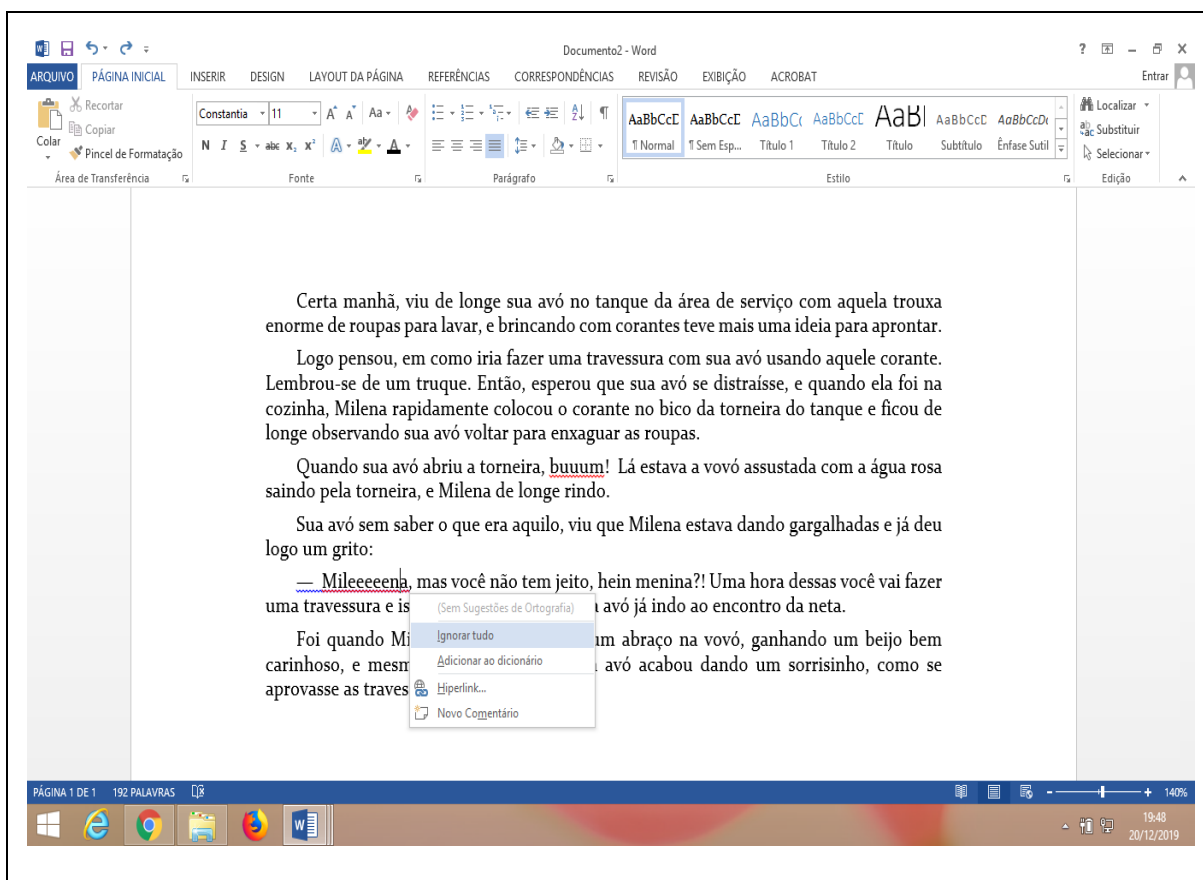 Documento2 - Word
ARQUIVO PÁGINA INICIAL INSERIR DESIGN LAYOUT DA PÁGINA REFERÊNCIAS CORRESPONDÊNCIAS REVISÃO EXIBIÇÃO ACROBAT Entrar
Colar
Recortar
Copiar
Pincel de Formatação
Constantia 11
N I S abc X₂ X²
AaBbCcD AaBbCcD AaBbCc AaBbCcD AaBl AaBbCcD AaBbCcDc
¶ Normal ¶ Sem Esp... Título 1 Título 2 Título Subtítulo Ênfase Sutil
Localizar
Substituir
Selecionar
Área de Transferência Fonte Parágrafo Estilo Edição
Certa manhã, viu de longe sua avó no tanque da área de serviço com aquela trouxa
enorme de roupas para lavar, e brincando com corantes teve mais uma ideia para aprontar.
Logo pensou, em como iria fazer uma travessura com sua avó usando aquele corante.
Lembrou-se de um truque. Então, esperou que sua avó se distraísse, e quando ela foi na
cozinha, Milena rapidamente colocou o corante no bico da torneira do tanque e ficou de
longe observando sua avó voltar para enxaguar as roupas.
Quando sua avó abriu a torneira, buuum! Lá estava a vovó assustada com a água rosa
saindo pela torneira, e Milena de longe rindo.
Sua avó sem saber o que era aquilo, viu que Milena estava dando gargalhadas e já deu
logo um grito:
— Mileeeeena, mas você não tem jeito, hein menina?! Uma hora dessas você vai fazer
uma travessura e is avó já indo ao encontro da neta.
Foi quando Mi um abraço na vovó, ganhando um beijo bem
carinhoso, e mesm avó acabou dando um sorrisinho, como se
aprovasse as traves
(Sem Sugestões de Ortografia)
Ignorar tudo
Adicionar ao dicionário
Hiperlink...
Novo Comentário
PÁGINA 1 DE 1 192 PALAVRAS 140%
19:48
20/12/2019